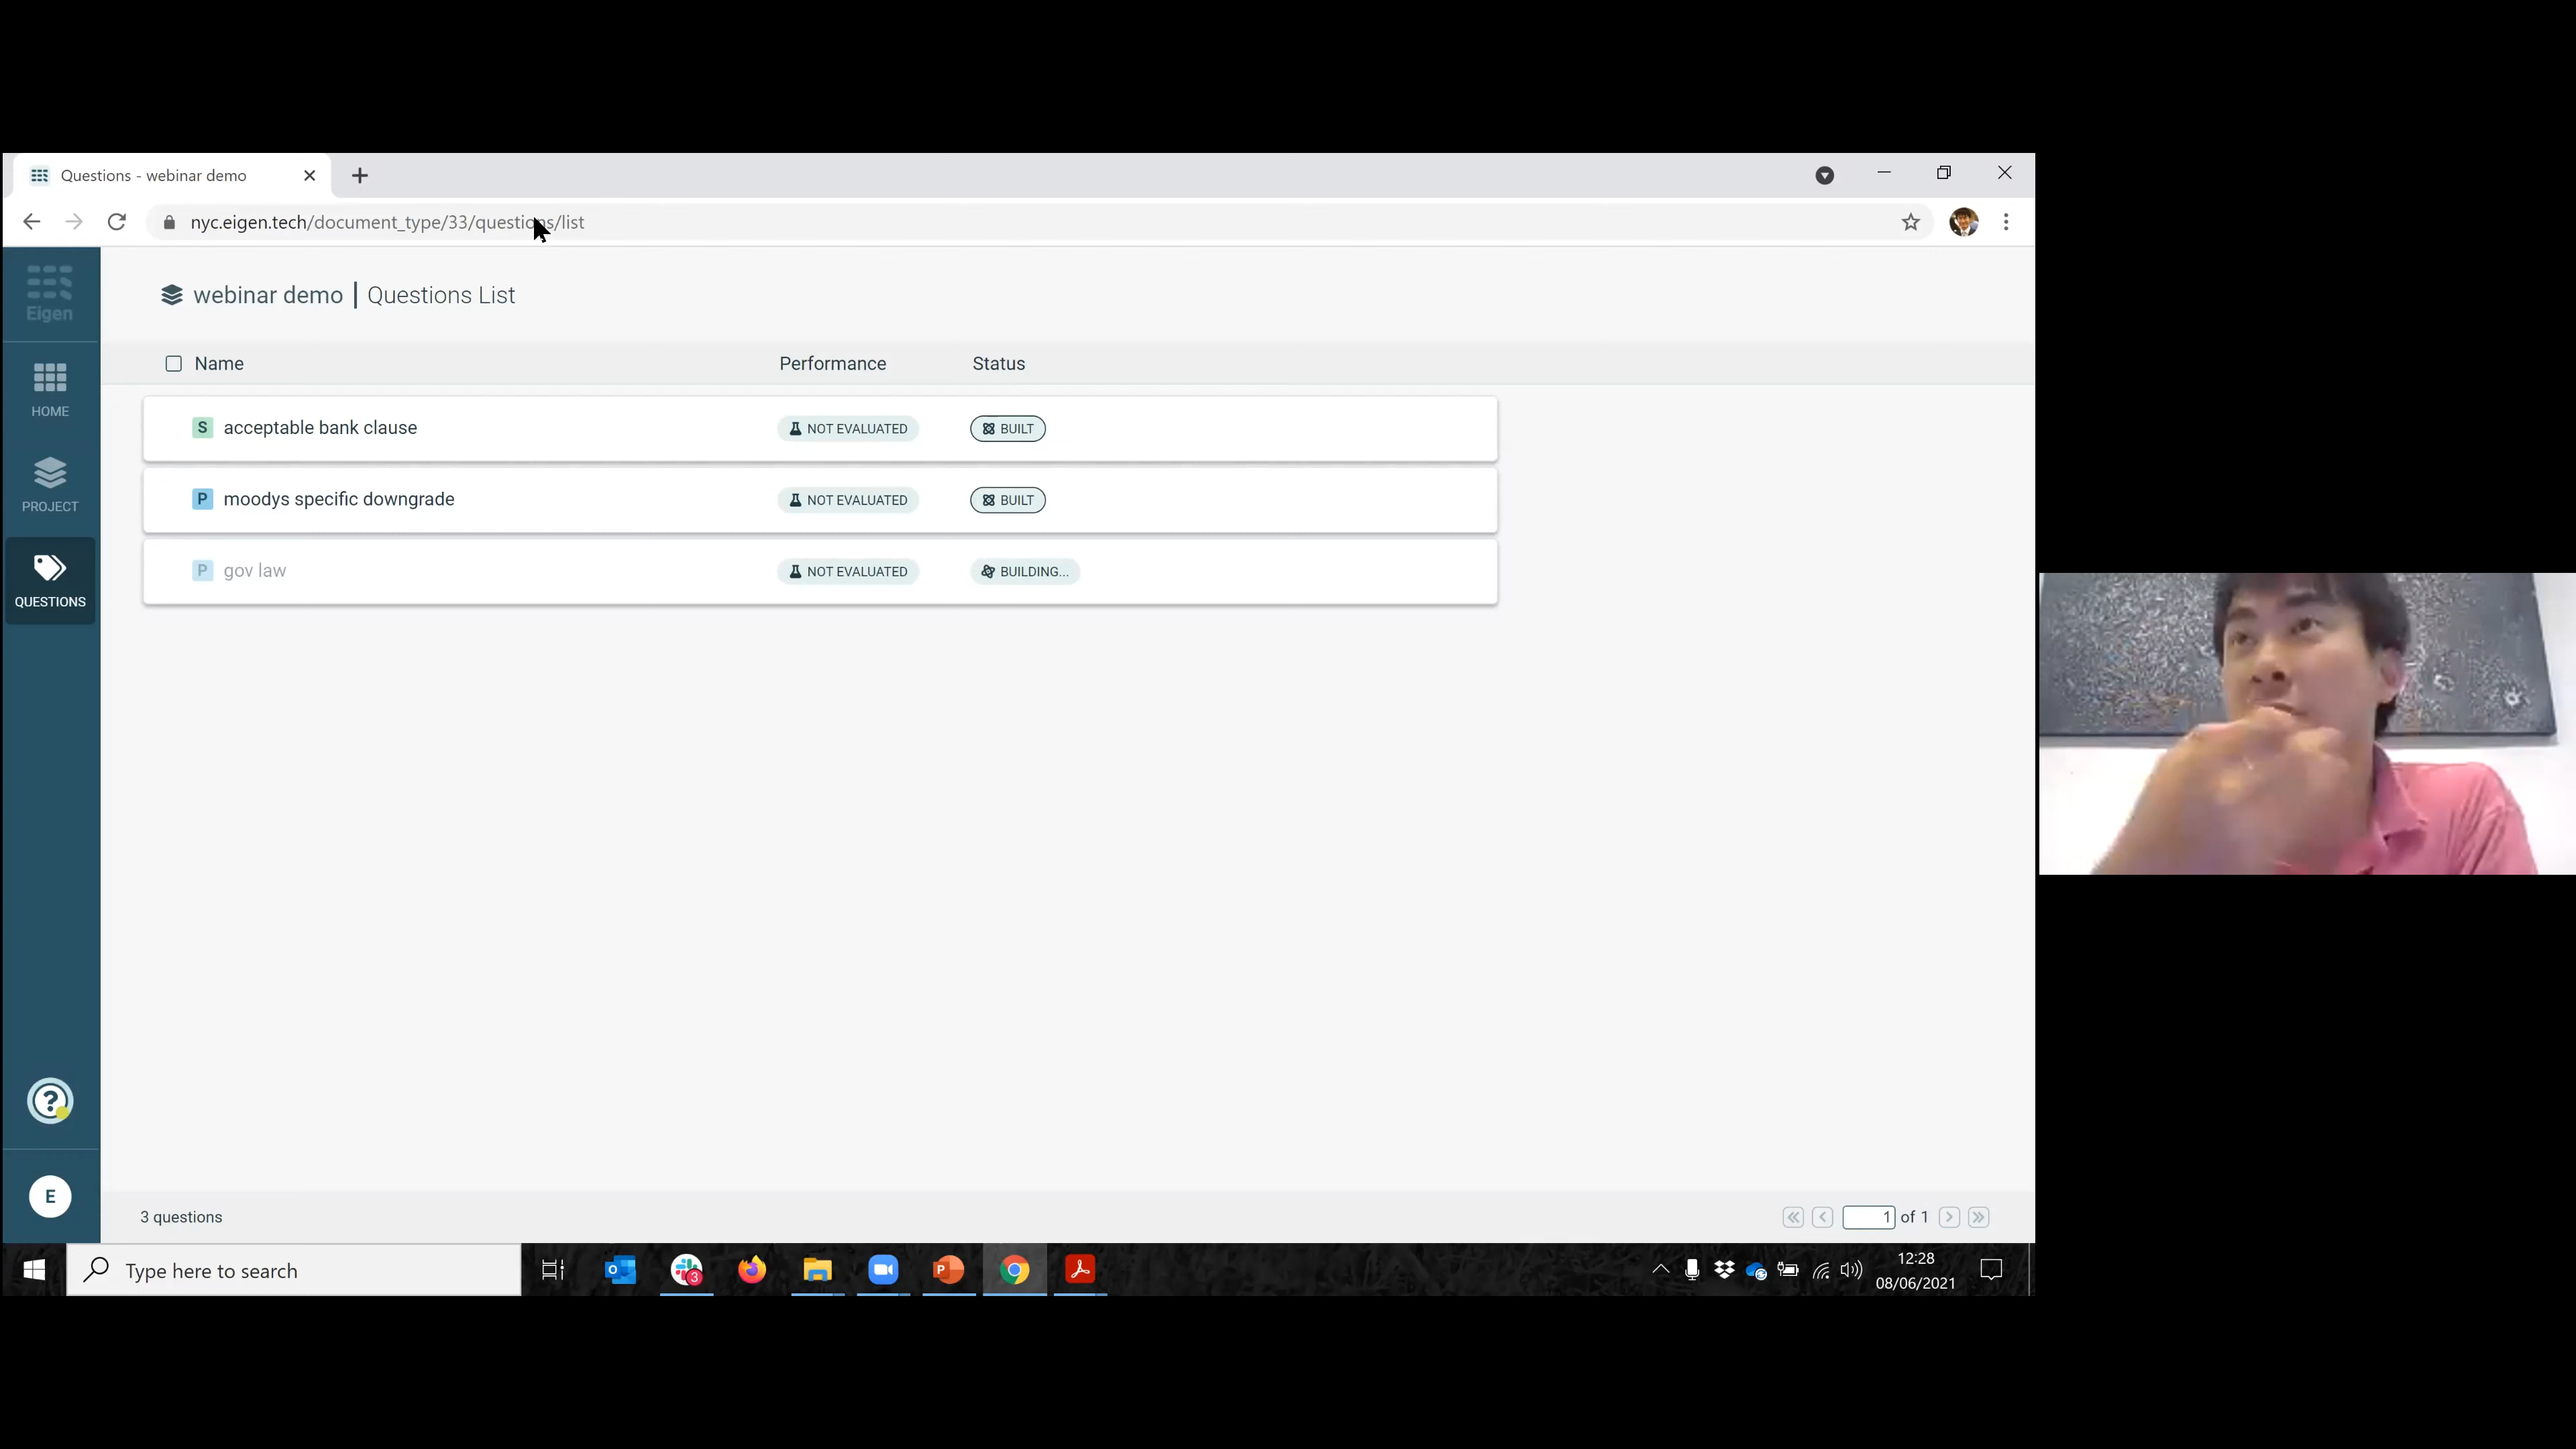 Questions - webinar demo
nyc.eigen.tech/document_type/33/questions/list
Eigen
webinar demo | Questions List
Name Performance Status
HOME
S acceptable bank clause NOT EVALUATED BUILT
PROJECT
P moodys specific downgrade NOT EVALUATED BUILT
QUESTIONS
P gov law NOT EVALUATED BUILDING...
?
E
3 questions
1 of 1
Type here to search
3
12:28
08/06/2021